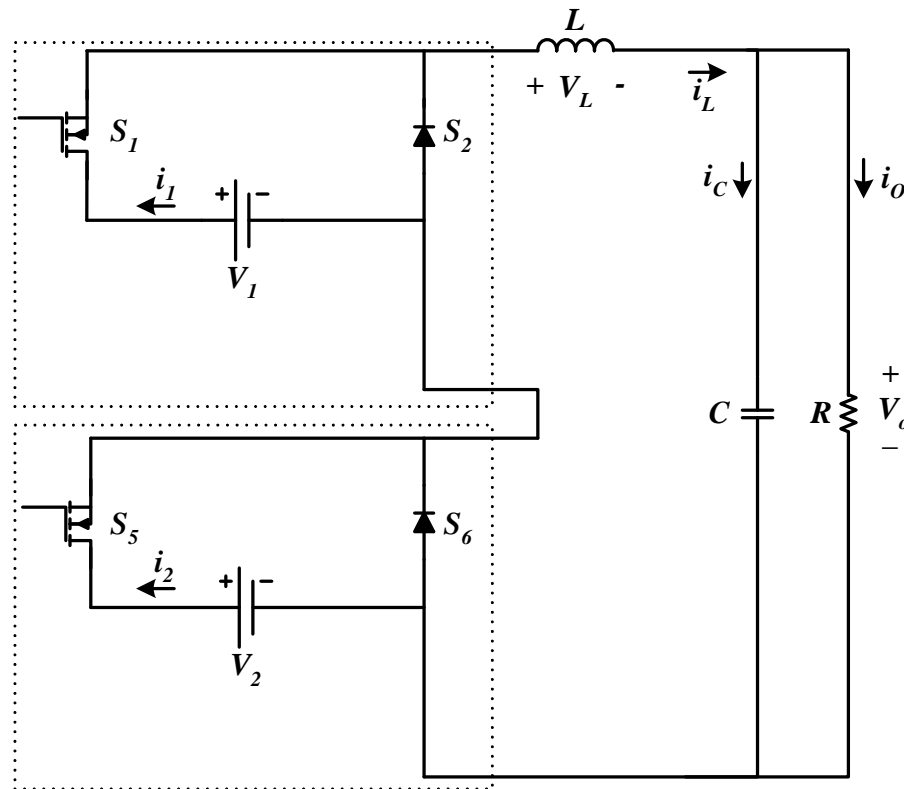 L
+ V_L -
i_L
S_1
S_2
i_1
+ −
V_1
i_C
i_O
C
R
+
V_o
−
S_5
S_6
i_2
+ −
V_2